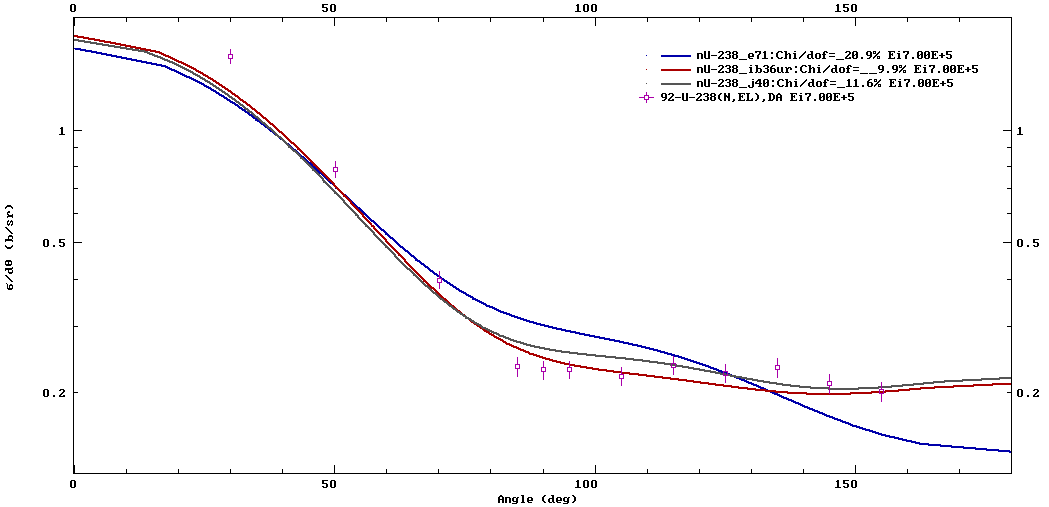 0 50 100 150
nU-238_e71:Chi/dof=_20.9% Ei7.00E+5
nU-238_ib36ur:Chi/dof=__9.9% Ei7.00E+5
nU-238_j40:Chi/dof=_11.6% Ei7.00E+5
92-U-238(N,EL),DA Ei7.00E+5
1 1
0.5 0.5
0.2 0.2
б/dθ (b/sr)
0 50 100 150
Angle (deg)